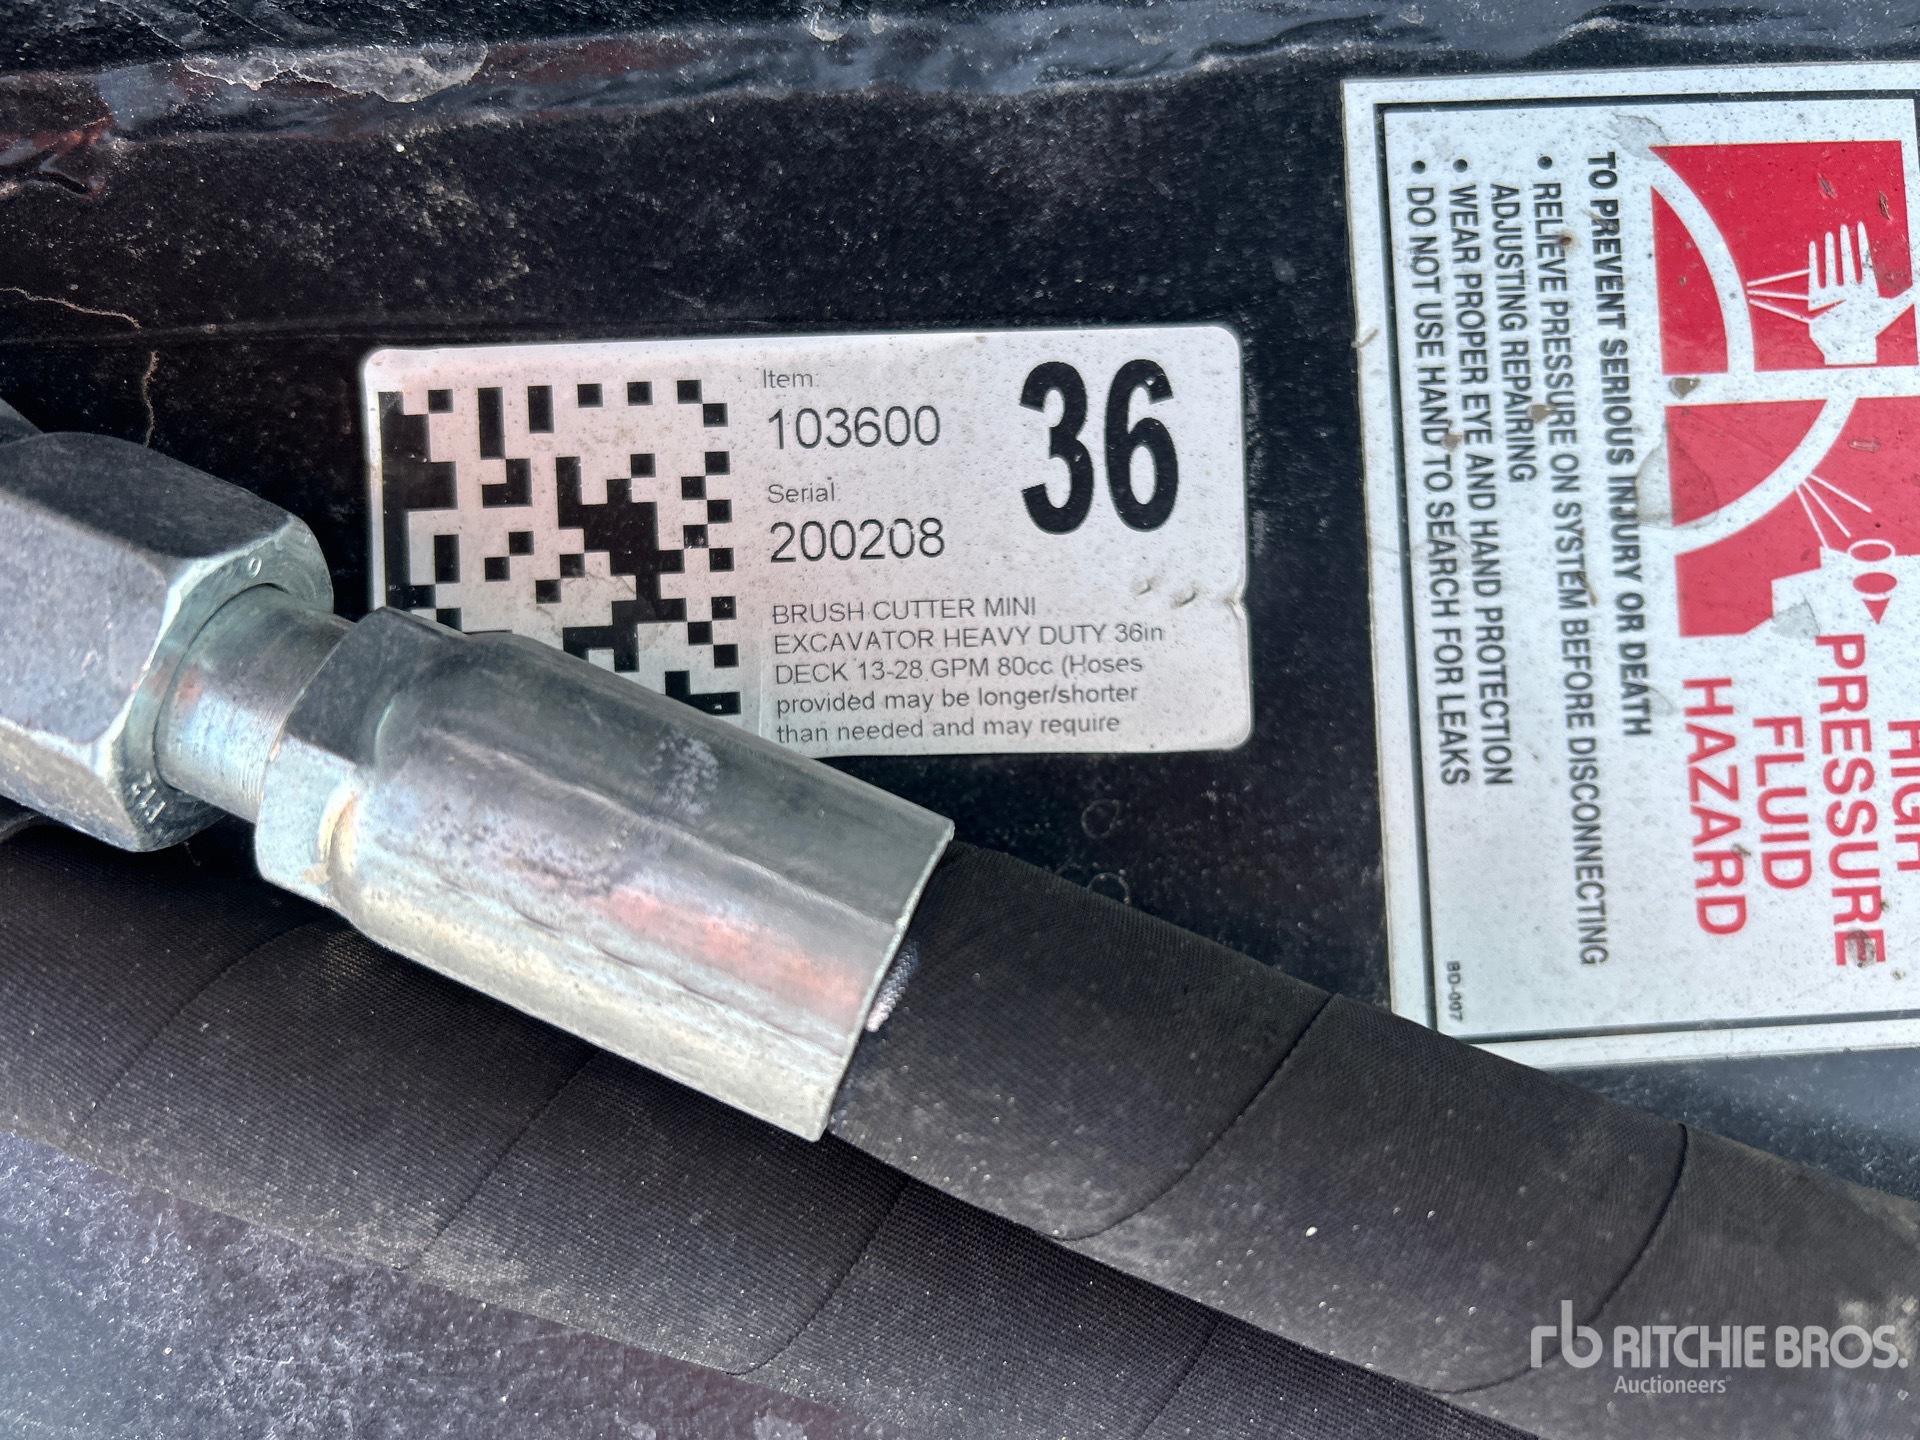 Item:
103600
36
Serial:
200208
BRUSH CUTTER MINI
EXCAVATOR HEAVY DUTY 36in
DECK 13-28 GPM 80cc (Hoses
provided may be longer/shorter
than needed and may require
HIGH
PRESSURE
FLUID
HAZARD
TO PREVENT SERIOUS INJURY OR DEATH
• RELIEVE PRESSURE ON SYSTEM BEFORE DISCONNECTING
ADJUSTING REPAIRING
• WEAR PROPER EYE AND HAND PROTECTION
• DO NOT USE HAND TO SEARCH FOR LEAKS
BD-007
rb RITCHIE BROS.
Auctioneers